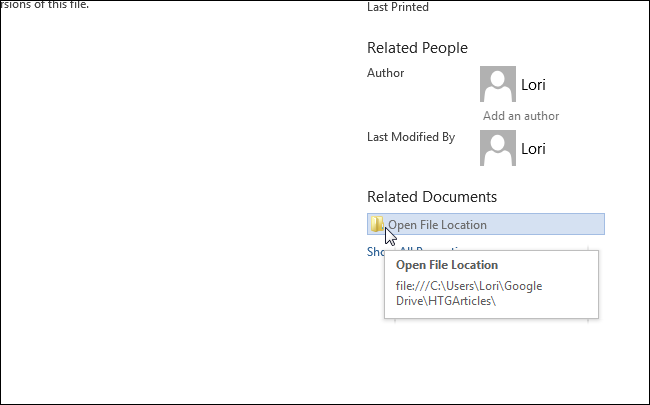 rsions of this file.
Last Printed
Related People
Author
Lori
Add an author
Last Modified By
Lori
Related Documents
Open File Location
Open File Location
file:///C:\Users\Lori\Google
Drive\HTGArticles\